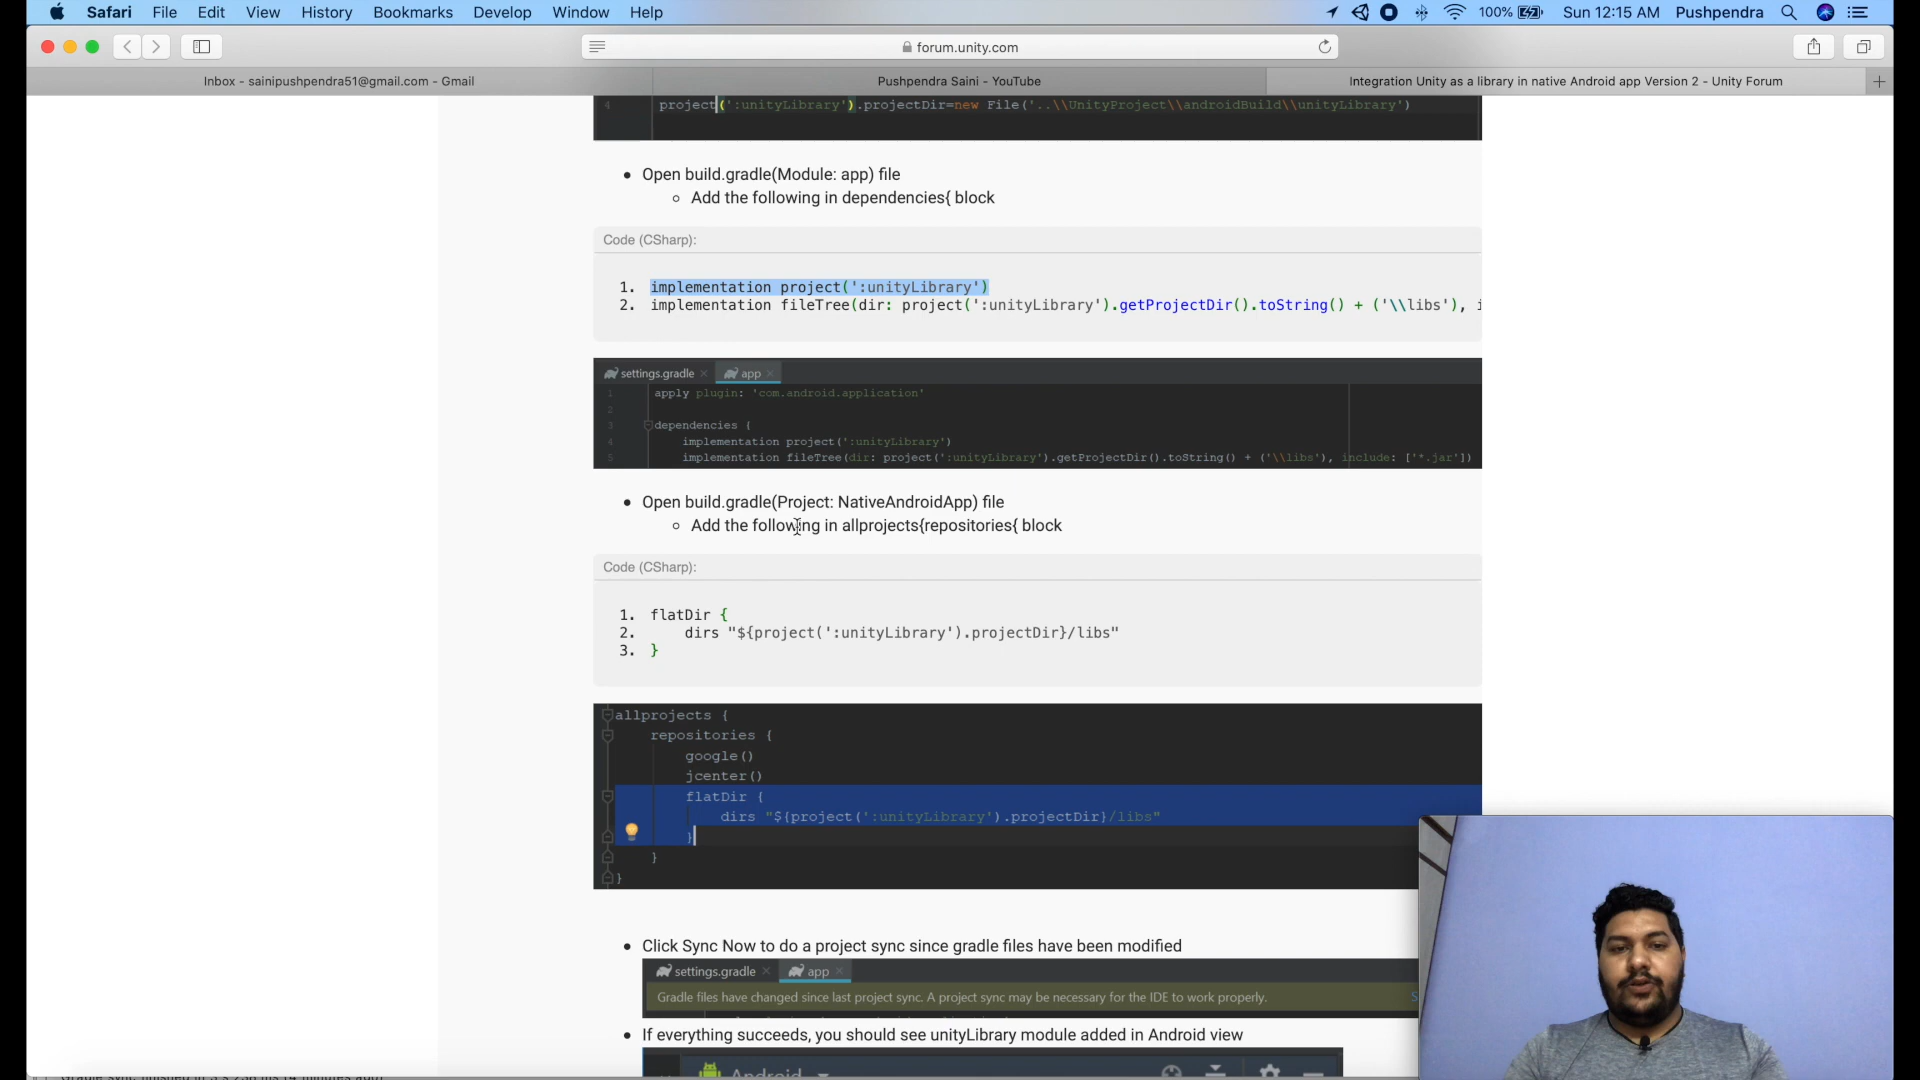 Safari File Edit View History Bookmarks Develop Window Help 100% Sun 12:15 AM Pushpendra
forum.unity.com
Inbox - sainipushpendra51@gmail.com - Gmail Pushpendra Saini - YouTube Integration Unity as a library in native Android app Version 2 - Unity Forum
4 project(':unityLibrary').projectDir=new File('..\\UnityProject\\androidBuild\\unityLibrary')
• Open build.gradle(Module: app) file
Add the following in dependencies{ block
Code (CSharp):
1. implementation project(':unityLibrary')
2. implementation fileTree(dir: project(':unityLibrary').getProjectDir().toString() + ('\\libs'), i
settings.gradle app
1 apply plugin: 'com.android.application'
2
3 dependencies {
4 implementation project(':unityLibrary')
5 implementation fileTree(dir: project(':unityLibrary').getProjectDir().toString() + ('\\libs'), include: ['*.jar'])
• Open build.gradle(Project: NativeAndroidApp) file
Add the following in allprojects{repositories{ block
Code (CSharp):
1. flatDir {
2. dirs "${project(':unityLibrary').projectDir}/libs"
3. }
allprojects {
repositories {
google()
jcenter()
flatDir {
dirs "${project(':unityLibrary').projectDir}/libs"
}
}
}
• Click Sync Now to do a project sync since gradle files have been modified
settings.gradle app
Gradle files have changed since last project sync. A project sync may be necessary for the IDE to work properly. S
• If everything succeeds, you should see unityLibrary module added in Android view
Android